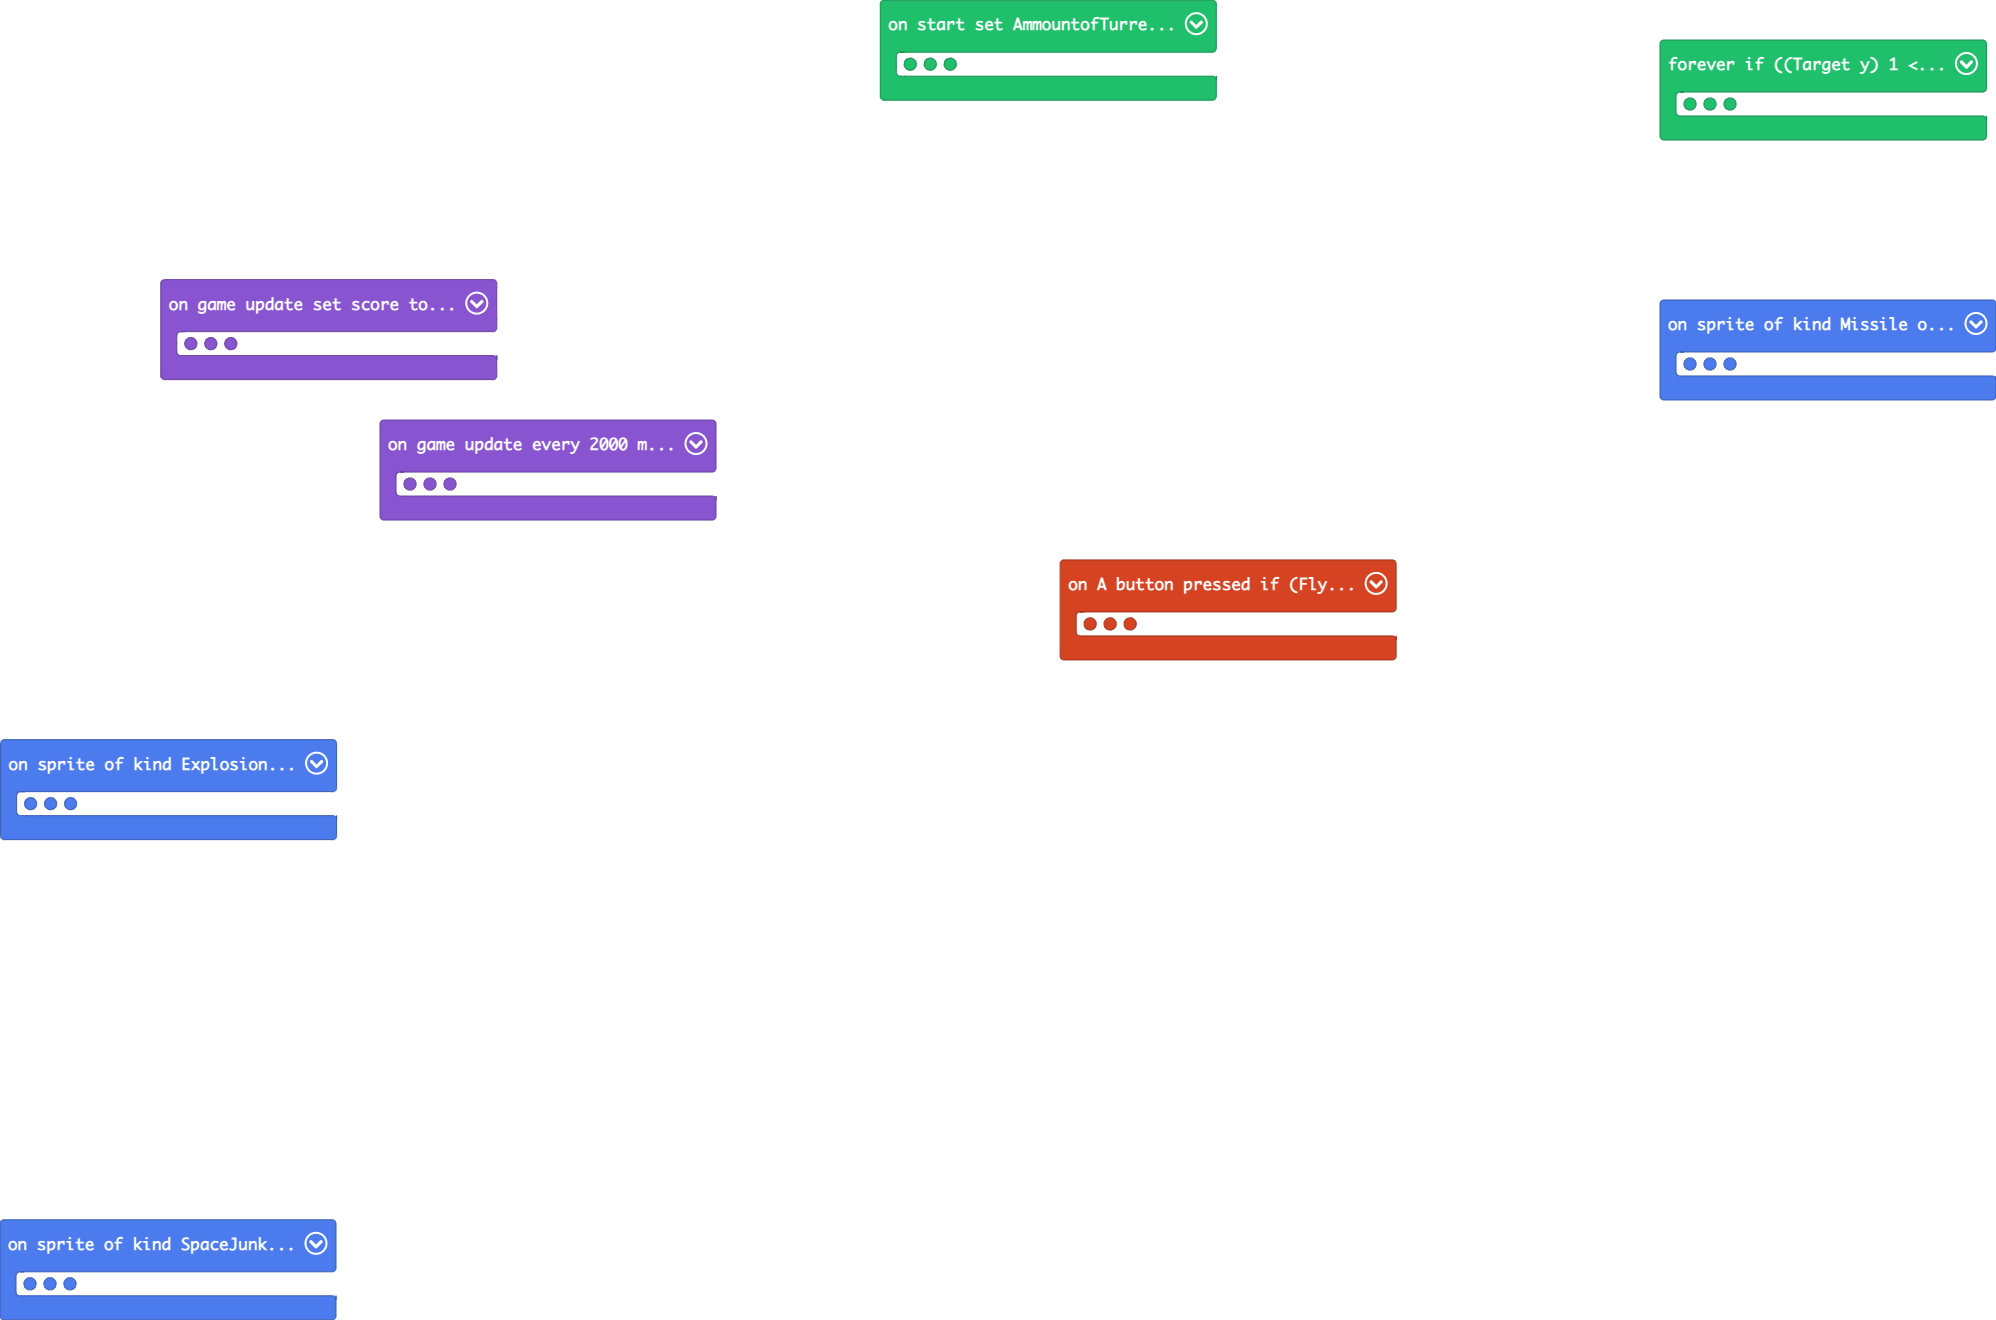 on start set AmmountofTurre...
forever if ((Target y) 1 <...
on game update set score to...
on sprite of kind Missile o...
on game update every 2000 m...
on A button pressed if (Fly...
on sprite of kind Explosion...
on sprite of kind SpaceJunk...